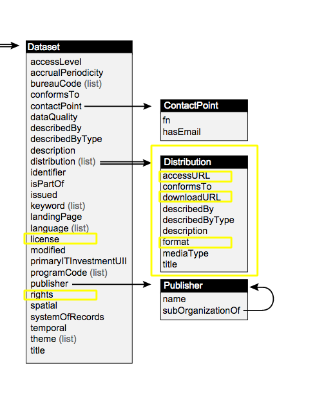 Dataset
accessLevel
accrualPeriodicity
bureauCode (list)
conformsTo
contactPoint
dataQuality
describedBy
describedByType
description
distribution (list)
identifier
isPartOf
issued
keyword (list)
landingPage
language (list)
license
modified
primaryITInvestmentUII
programCode (list)
publisher
rights
spatial
systemOfRecords
temporal
theme (list)
title
ContactPoint
fn
hasEmail
Distribution
accessURL
conformsTo
downloadURL
describedBy
describedByType
description
format
mediaType
title
Publisher
name
subOrganizationOf